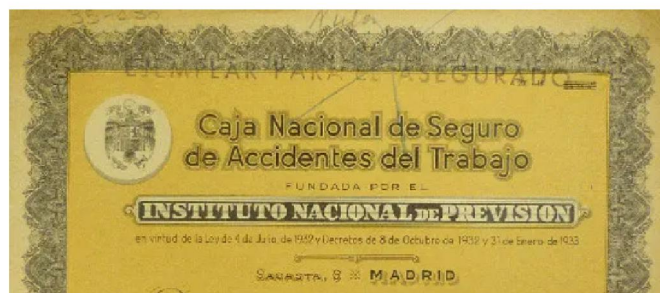 EJEMPLAR PARA EL ASEGURADO
Caja Nacional de Seguro
de Accidentes del Trabajo
FUNDADA POR EL
INSTITUTO NACIONAL DE PREVISION
en virtud de la Ley de 4 de Julio, de 1932 y Decretos de 8 de Octubre de 1932 y 31 de Enero de 1933
SAGASTA, 6 MADRID